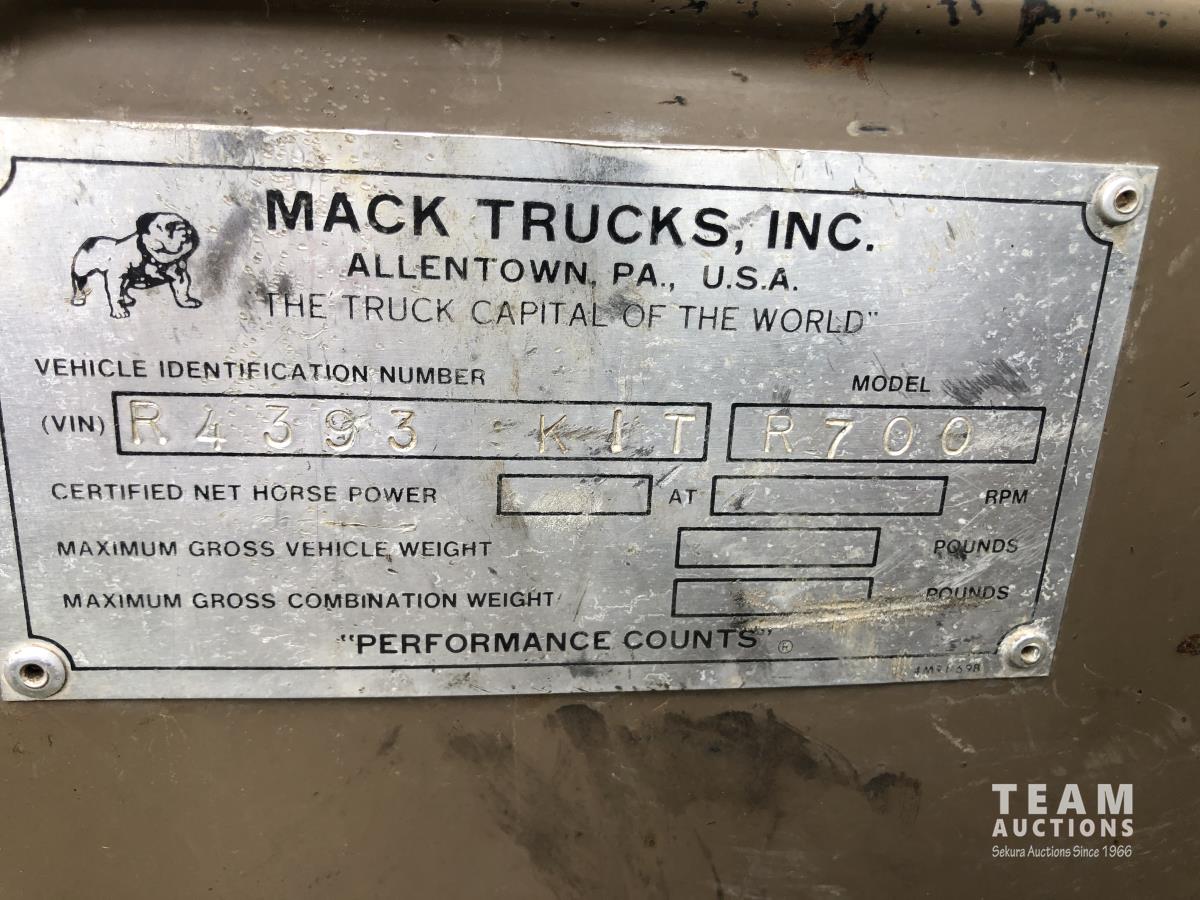 MACK TRUCKS, INC.
ALLENTOWN, PA., U.S.A.
THE TRUCK CAPITAL OF THE WORLD"
VEHICLE IDENTIFICATION NUMBER MODEL
(VIN) R4393 KIT R700
CERTIFIED NET HORSE POWER AT RPM
MAXIMUM GROSS VEHICLE WEIGHT POUNDS
MAXIMUM GROSS COMBINATION WEIGHT POUNDS
"PERFORMANCE COUNTS" ®
TEAM
AUCTIONS
Sekura Auctions Since 1966